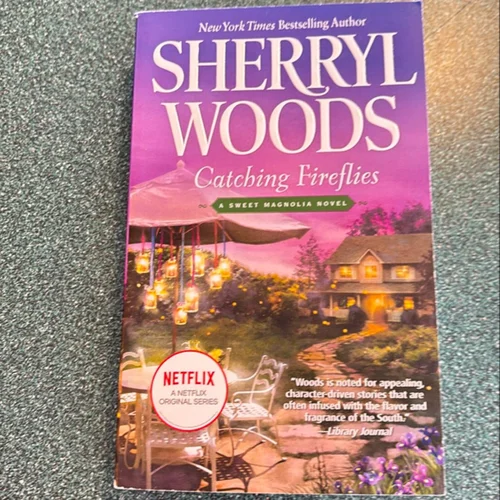 New York Times Bestselling Author
SHERRYL
WOODS
Catching Fireflies
A SWEET MAGNOLIA NOVEL
NETFLIX
A NETFLIX
ORIGINAL SERIES
"Woods is noted for appealing,
character-driven stories that are
often infused with the flavor and
fragrance of the South."
—Library Journal